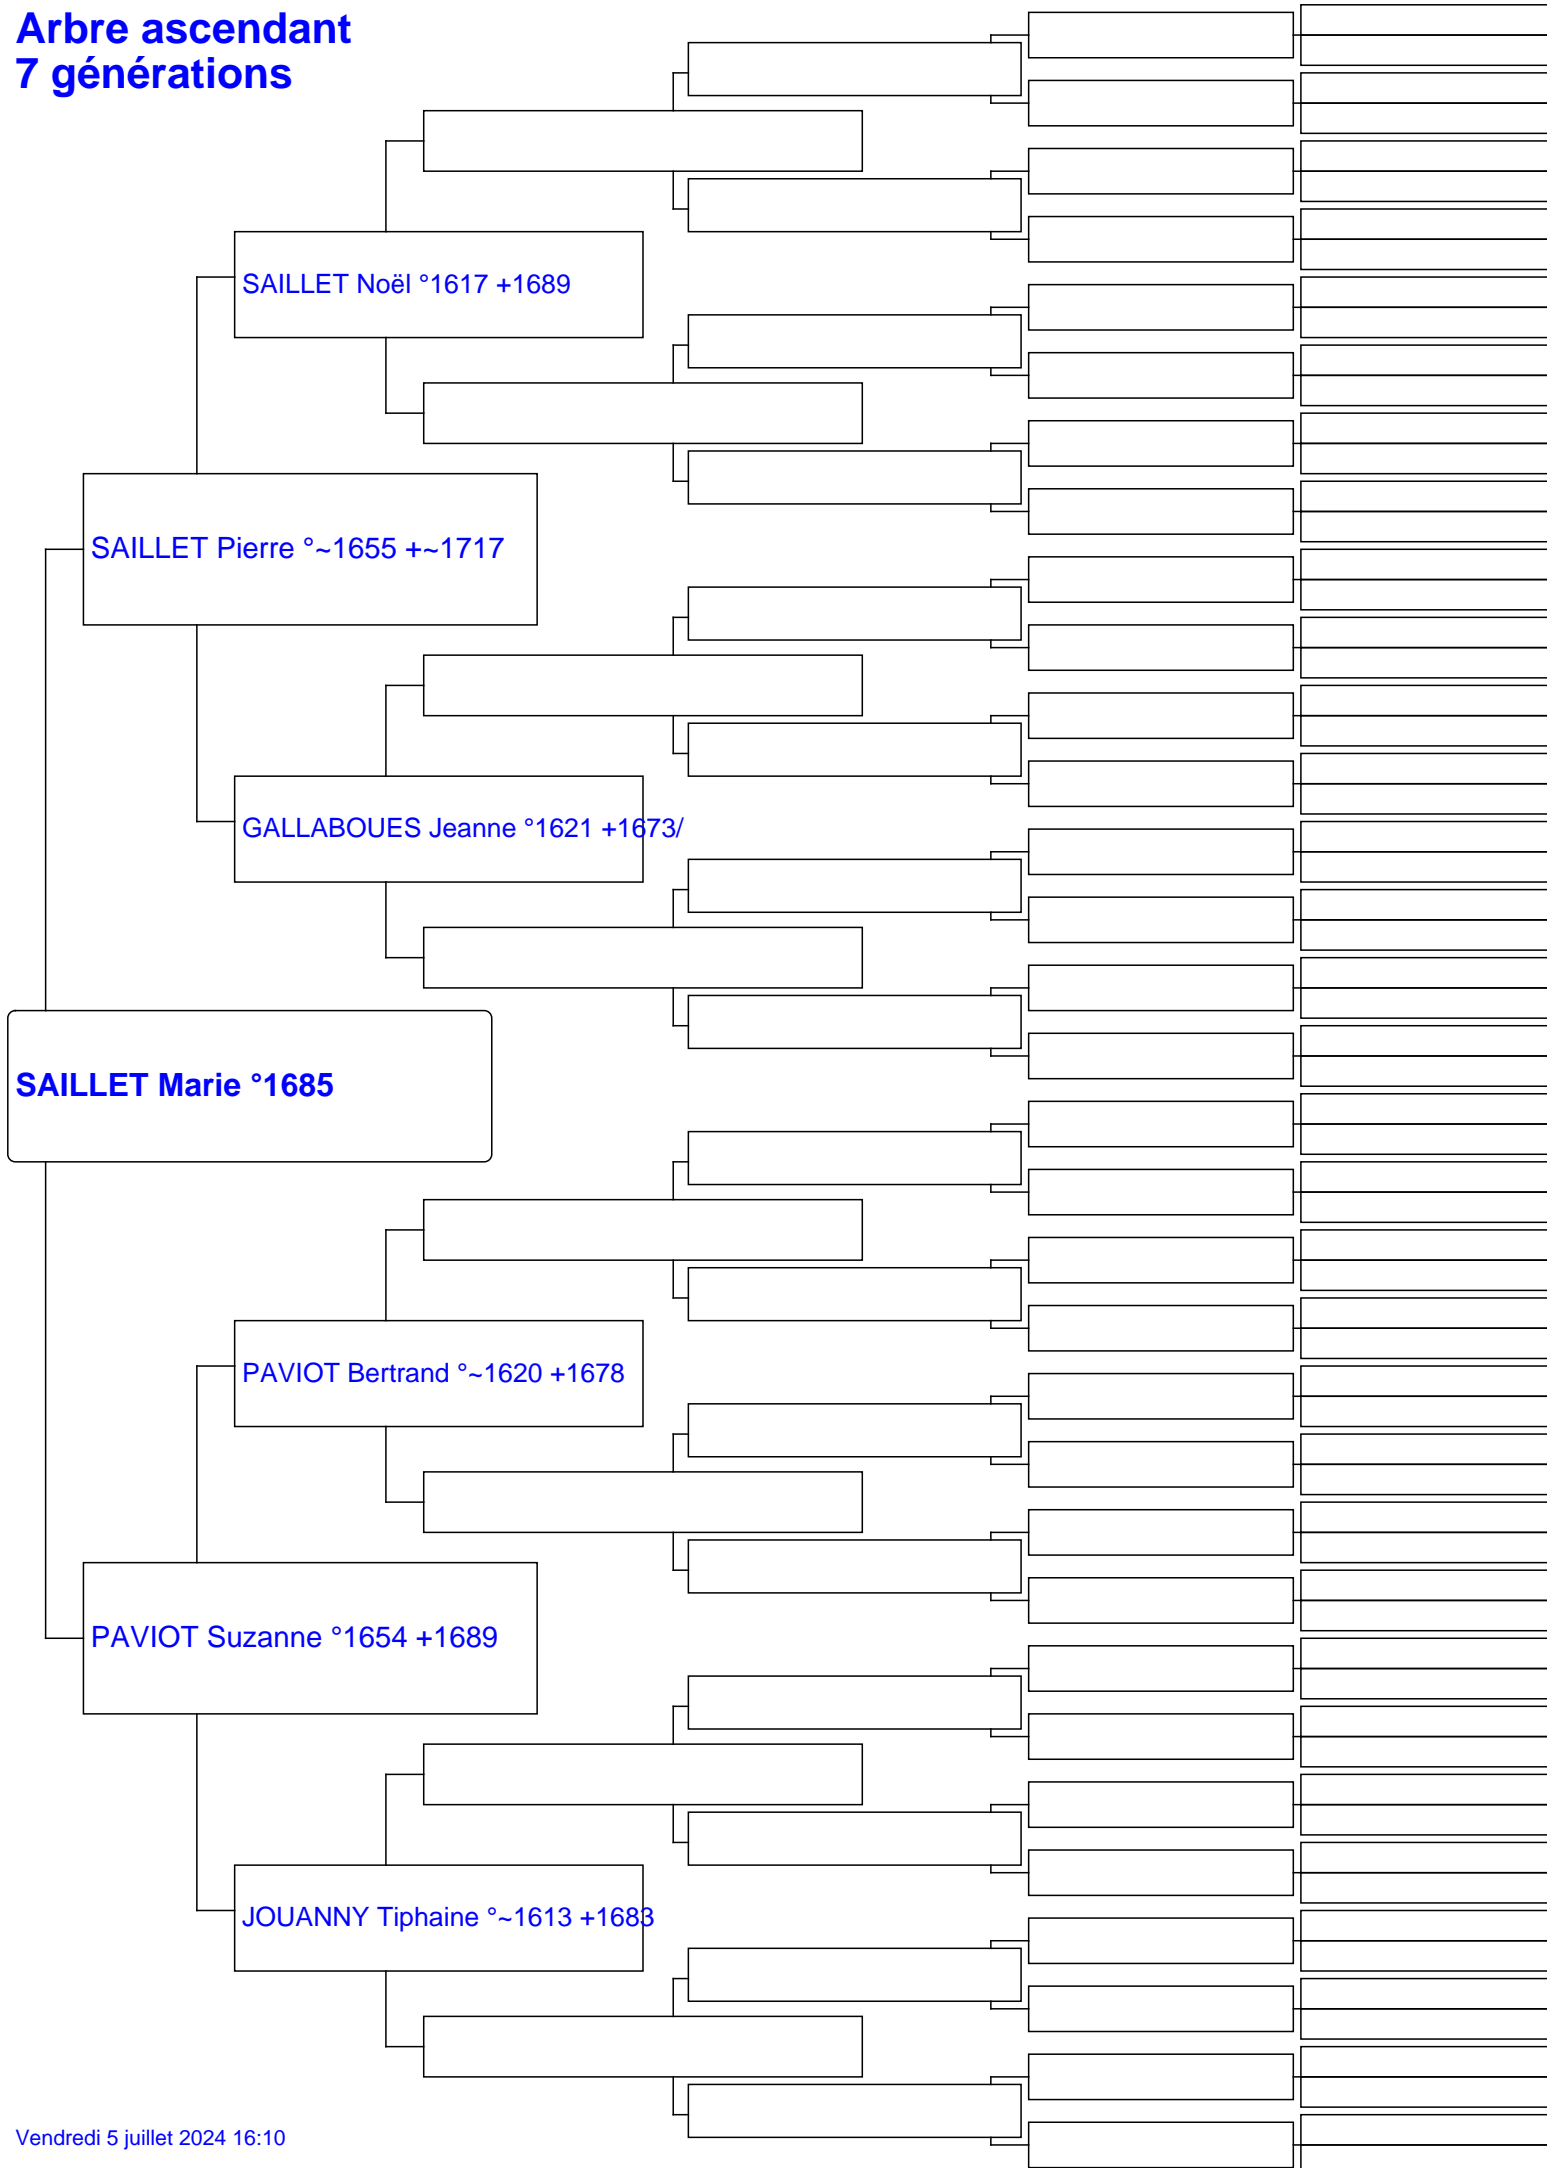 Arbre ascendant
7 générations
SAILLET Noël °1617 +1689
SAILLET Pierre °~1655 +~1717
GALLABOUES Jeanne °1621 +1673/
SAILLET Marie °1685
PAVIOT Bertrand °~1620 +1678
PAVIOT Suzanne °1654 +1689
JOUANNY Tiphaine °~1613 +1683
Vendredi 5 juillet 2024 16:10